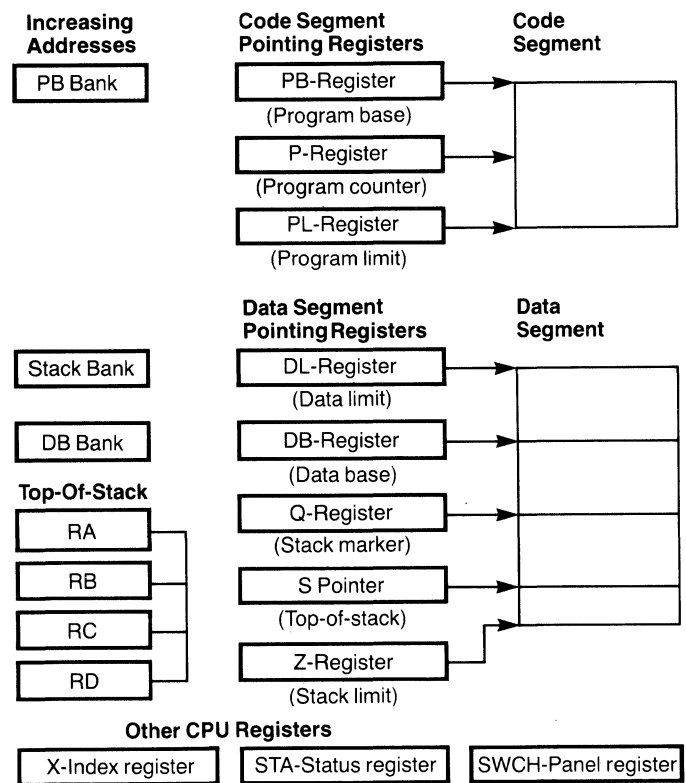 Increasing
Addresses
Code Segment
Pointing Registers
Code
Segment
PB Bank
PB-Register
(Program base)
P-Register
(Program counter)
PL-Register
(Program limit)
Data Segment
Pointing Registers
Data
Segment
Stack Bank
DL-Register
(Data limit)
DB Bank
DB-Register
(Data base)
Top-Of-Stack
RA
RB
RC
RD
Q-Register
(Stack marker)
S Pointer
(Top-of-stack)
Z-Register
(Stack limit)
Other CPU Registers
X-Index register
STA-Status register
SWCH-Panel register